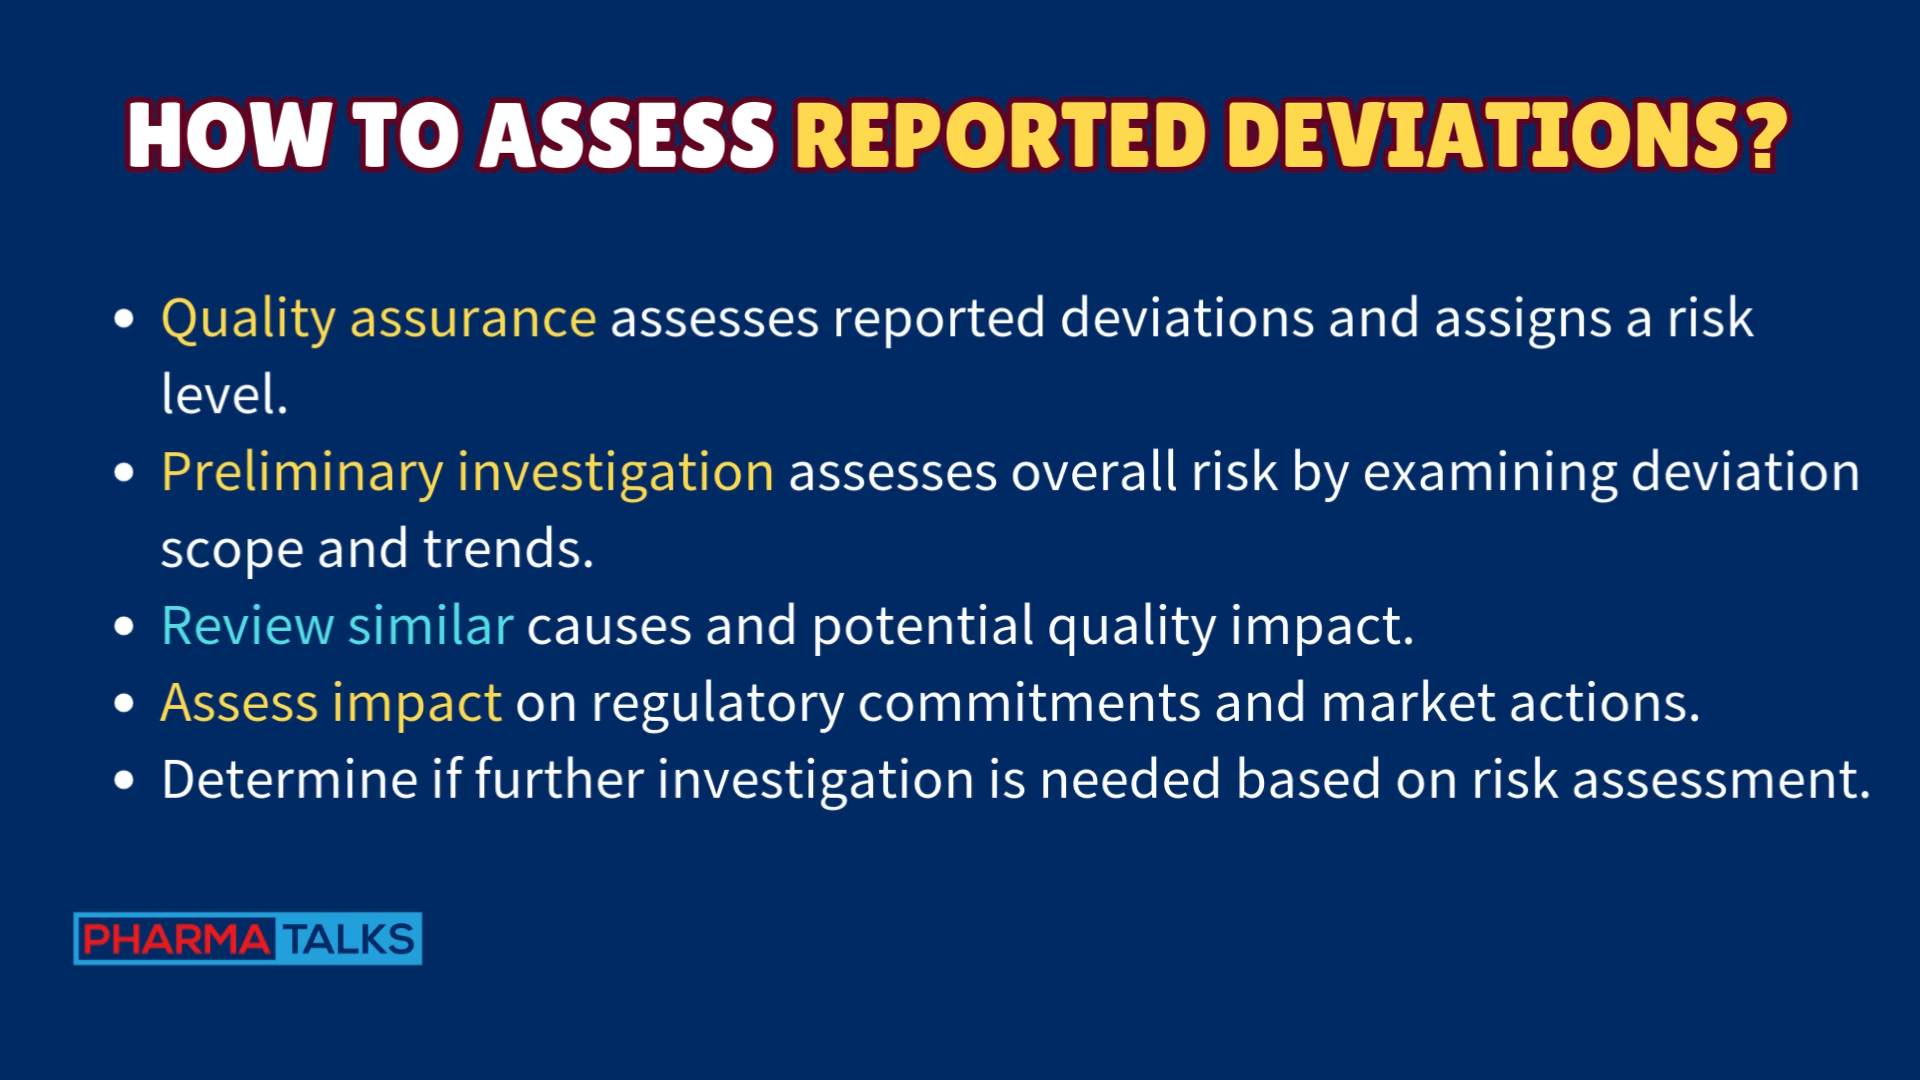 HOW TO ASSESS REPORTED DEVIATIONS?
• Quality assurance assesses reported deviations and assigns a risk
level.
• Preliminary investigation assesses overall risk by examining deviation
scope and trends.
• Review similar causes and potential quality impact.
• Assess impact on regulatory commitments and market actions.
• Determine if further investigation is needed based on risk assessment.
PHARMA TALKS